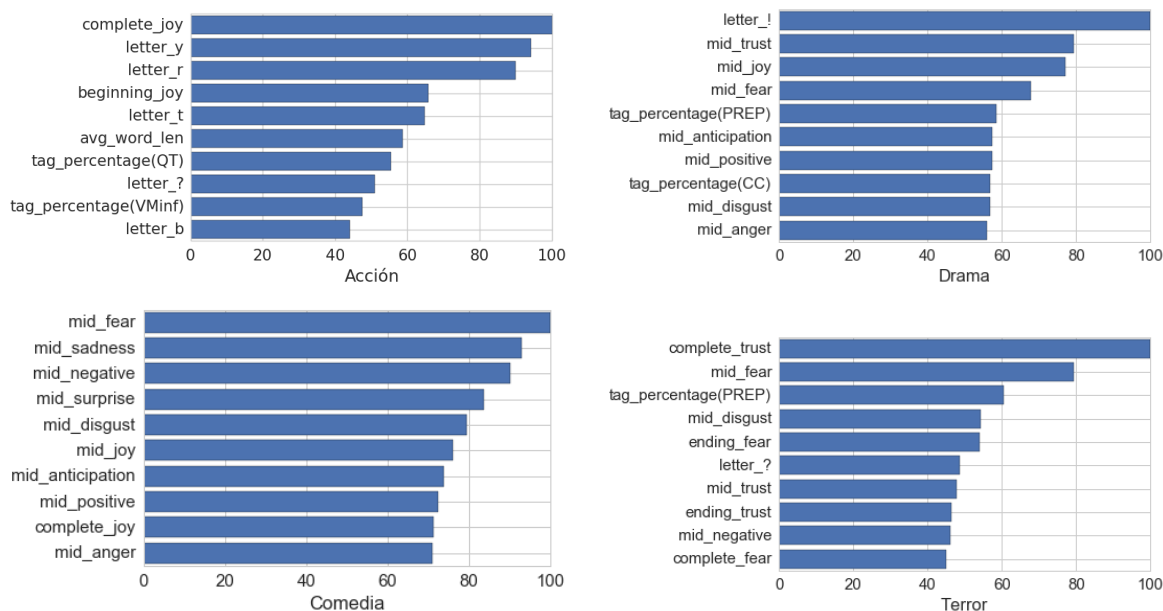 complete_joy
letter_y
letter_r
beginning_joy
letter_t
avg_word_len
tag_percentage(QT)
letter_?
tag_percentage(VMinf)
letter_b
0 20 40 60 80 100
Acción
letter_!
mid_trust
mid_joy
mid_fear
tag_percentage(PREP)
mid_anticipation
mid_positive
tag_percentage(CC)
mid_disgust
mid_anger
0 20 40 60 80 100
Drama
mid_fear
mid_sadness
mid_negative
mid_surprise
mid_disgust
mid_joy
mid_anticipation
mid_positive
complete_joy
mid_anger
0 20 40 60 80 100
Comedia
complete_trust
mid_fear
tag_percentage(PREP)
mid_disgust
ending_fear
letter_?
mid_trust
ending_trust
mid_negative
complete_fear
0 20 40 60 80 100
Terror